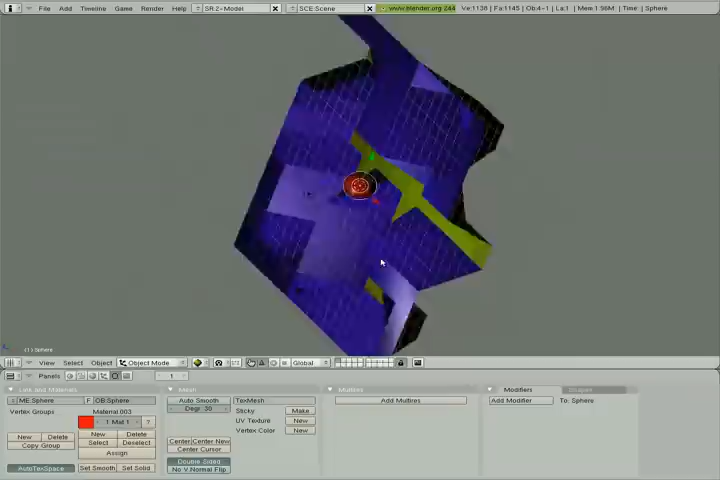 File Add Timeline Game Render Help SR:2-Model SCE:Scene www.blender.org 244 Ve:1138 | Fa:1145 | Ob:4-1 | La:1 | Mem:1.96M | Time: | Sphere
(1) Sphere
View Select Object Object Mode Global
Panels 1
Link and Materials Mesh Multires Modifiers Shapes
ME:Sphere F OB:Sphere Auto Smooth TexMesh Add Multires Add Modifier To: Sphere
Degr: 30
Vertex Groups Material.003 Sticky: Make
1 Mat 1 ? UV Texture New
Vertex Color New
New Delete New Delete
Copy Group Select Deselect Center Center New
Assign Center Cursor
Double Sided
AutoTexSpace Set Smooth Set Solid No V.Normal Flip